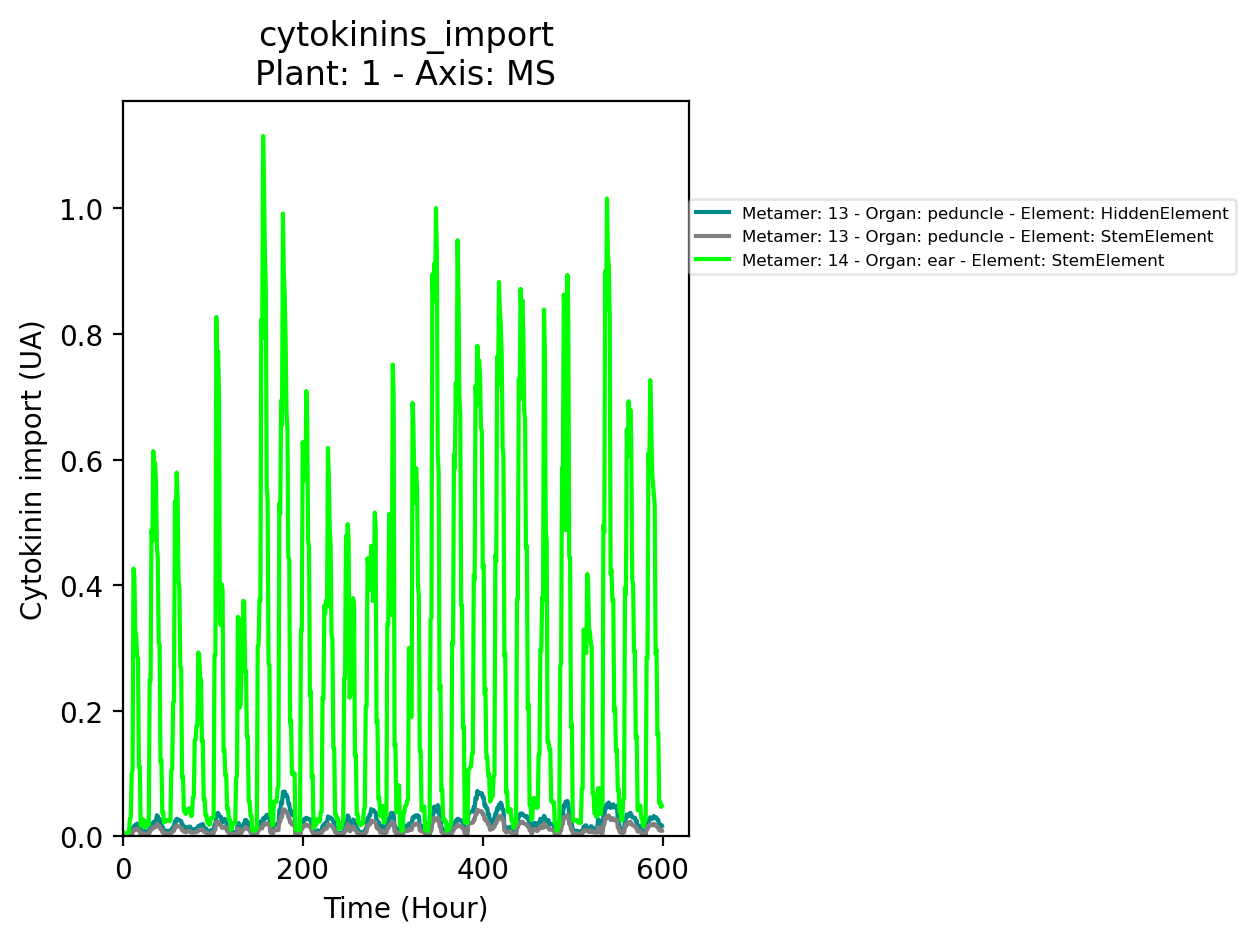 cytokinins_import
Plant: 1 - Axis: MS
1.0
0.8
0.6
0.4
0.2
0.0
Cytokinin import (UA)
0 200 400 600
Time (Hour)
Metamer: 13 - Organ: peduncle - Element: HiddenElement
Metamer: 13 - Organ: peduncle - Element: StemElement
Metamer: 14 - Organ: ear - Element: StemElement